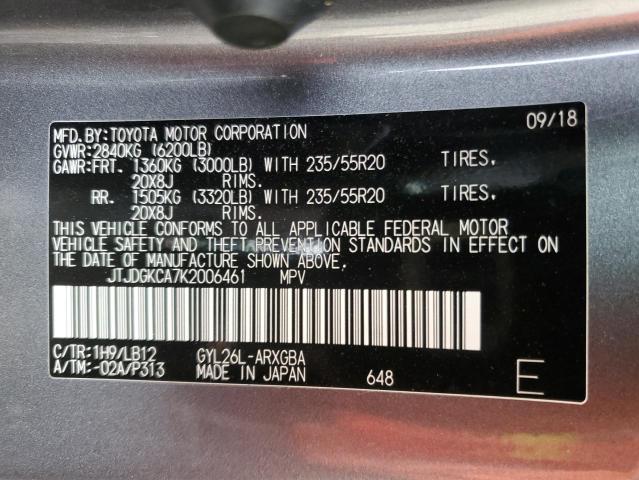 MFD. BY: TOYOTA MOTOR CORPORATION 09/18
GVWR: 2840KG (6200LB)
GAWR: FRT. 1360KG (3000LB) WITH 235/55R20 TIRES,
20X8J RIMS.
RR. 1505KG (3320LB) WITH 235/55R20 TIRES,
20X8J RIMS.
THIS VEHICLE CONFORMS TO ALL APPLICABLE FEDERAL MOTOR
VEHICLE SAFETY AND THEFT PREVENTION STANDARDS IN EFFECT ON
THE DATE OF MANUFACTURE SHOWN ABOVE.
JTJDGKCA7K2006461 MPV
C/TR: 1H9/LB12 GYL26L-ARXGBA
A/TM: -02A/P313 MADE IN JAPAN 648 E